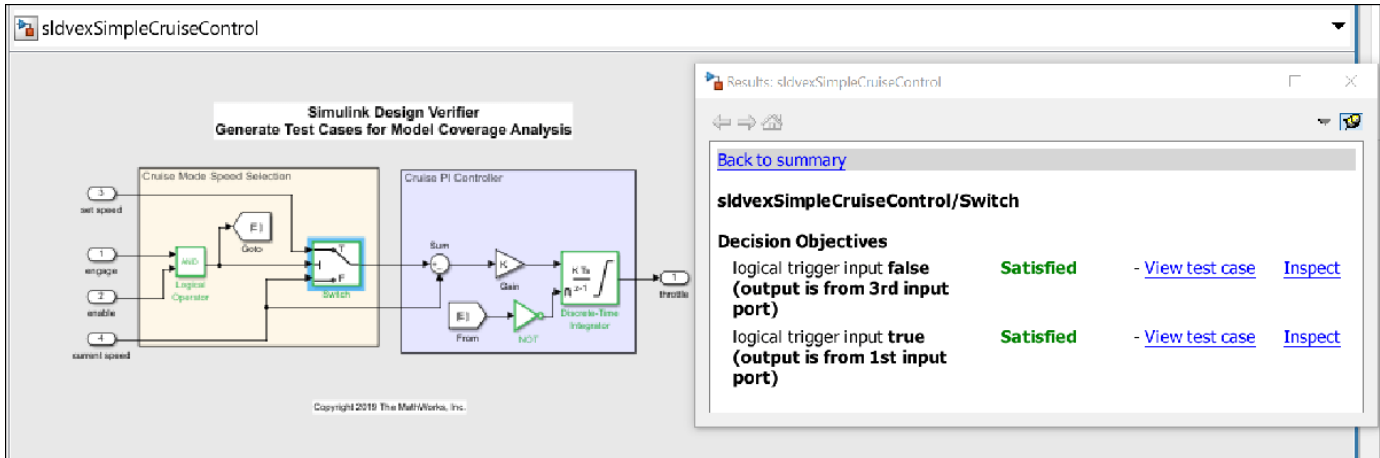 sldvexSimpleCruiseControl
Simulink Design Verifier
Generate Test Cases for Model Coverage Analysis
Cruise Mode Speed Selection
3
set speed
1
engage
2
enable
4
current speed
AND
Logical
Operator
[E]
Goto
T
F
Switch
Cruise PI Controller
Sum
K
Gain
[E]
From
NOT
K Ts
z-1
Discrete-Time
Integrator
1
throttle
Copyright 2019 The MathWorks, Inc.
Results: sldvexSimpleCruiseControl
Back to summary
sldvexSimpleCruiseControl/Switch
Decision Objectives
logical trigger input false Satisfied - View test case Inspect
(output is from 3rd input
port)
logical trigger input true Satisfied - View test case Inspect
(output is from 1st input
port)